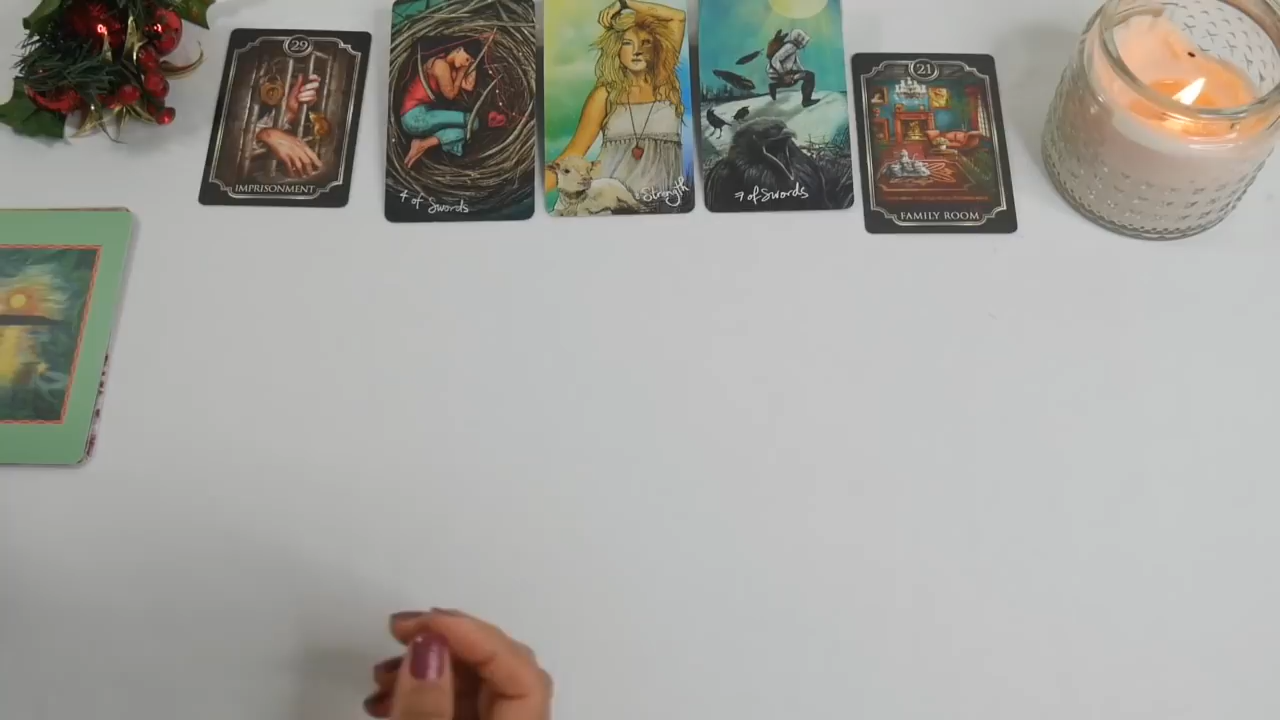 29
IMPRISONMENT
4 of Swords
Strength
7 of Swords
21
FAMILY ROOM